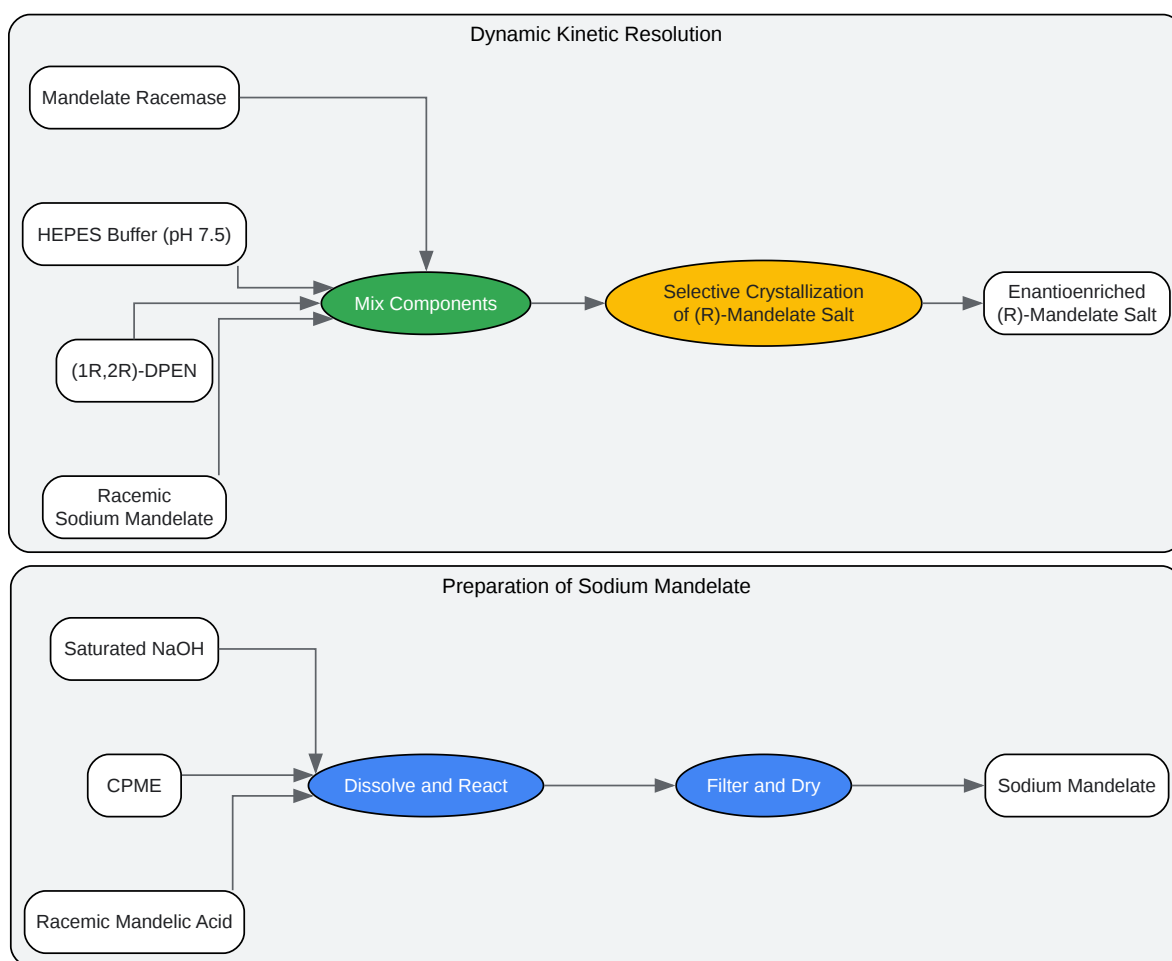 Dynamic Kinetic Resolution
Mandelate Racemase
HEPES Buffer (pH 7.5)
Mix Components
Selective Crystallization
of (R)-Mandelate Salt
Enantioenriched
(R)-Mandelate Salt
(1R,2R)-DPEN
Racemic
Sodium Mandelate
Preparation of Sodium Mandelate
Saturated NaOH
CPME
Dissolve and React
Filter and Dry
Sodium Mandelate
Racemic Mandelic Acid